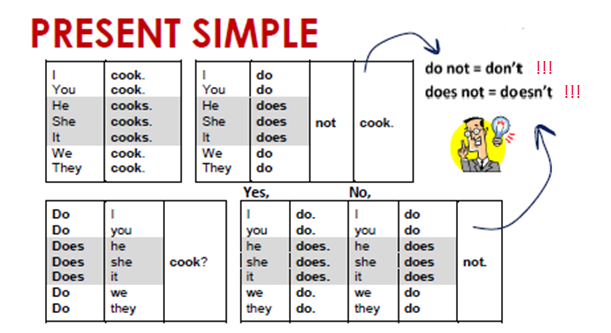 PRESENT SIMPLE
I cook.
You cook.
He cooks.
She cooks.
It cooks.
We cook.
They cook.
I do
You do
He does
She does not cook.
It does
We do
They do
do not = don't !!!
does not = doesn't !!!
Do I
Do you
Does he
Does she cook?
Does it
Do we
Do they
Yes, No,
I do. I do
you do. you do
he does. he does
she does. she does not.
it does. it does
we do. we do
they do. they do